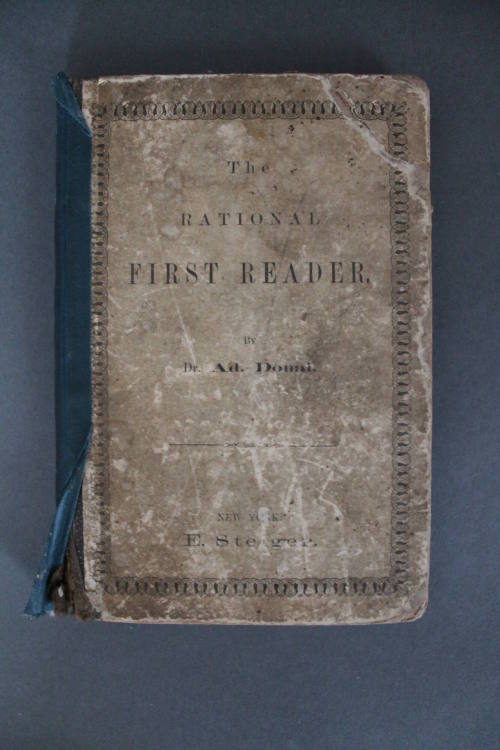 The
RATIONAL
FIRST READER.
BY
Dr. Ad. Douai.
NEW YORK:
E. Steiger.